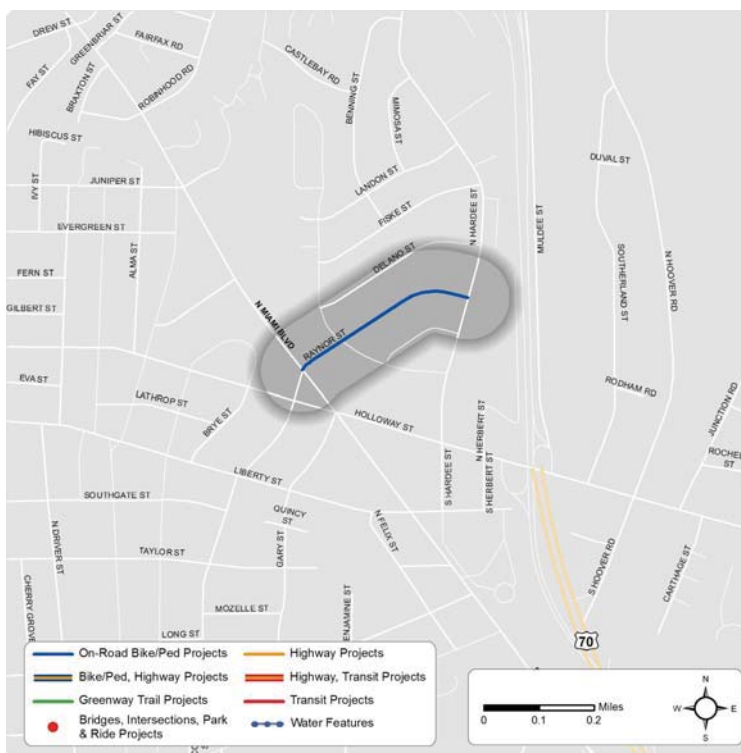 DREW ST
GREENBRIAR ST
FAIRFAX RD
FAY ST
BRAXTON ST
ROBINHOOD RD
CASTLEBAY RD
BENNING ST
MIMOSA ST
HIBISCUS ST
IVY ST
JUNIPER ST
LANDON ST
DUVAL ST
EVERGREEN ST
FISKE ST
N HARDEE ST
MULDEE ST
ALMA ST
DELANO ST
SOUTHERLAND ST
N HOOVER RD
FERN ST
GILBERT ST
N MIAMI BLVD
RAYNOR ST
EVA ST
LATHROP ST
BRYE ST
HOLLOWAY ST
RODHAM RD
JUNCTION RD
N HERBERT ST
S HARDEE ST
S HERBERT ST
ROCHEL
ST
LIBERTY ST
SOUTHGATE ST
QUINCY
ST
N FELIX ST
N DRIVER ST
GARY ST
TAYLOR ST
S HOOVER RD
CARTHAGE ST
CHERRY GROVE
MOZELLE ST
ENJAMINE ST
LONG ST
70
On-Road Bike/Ped Projects
Highway Projects
Bike/Ped, Highway Projects
Highway, Transit Projects
Greenway Trail Projects
Transit Projects
Bridges, Intersections, Park
& Ride Projects
Water Features
Miles
0 0.1 0.2
N
W E
S